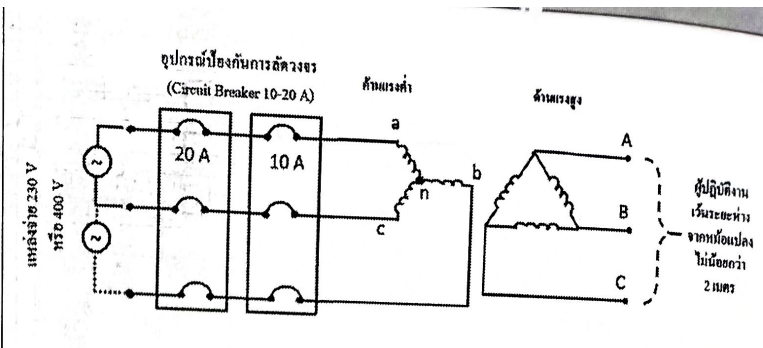 อุปกรณ์ป้องกันการลัดวงจร
(Circuit Breaker 10-20 A)
ด้านแรงต่ำ
ด้านแรงสูง
แหล่งจ่าย 230 V
หรือ 400 V
20 A
10 A
a
b
n
c
A
B
C
ผู้ปฏิบัติงาน
เว้นระยะห่าง
จากหม้อแปลง
ไม่น้อยกว่า
2 เมตร